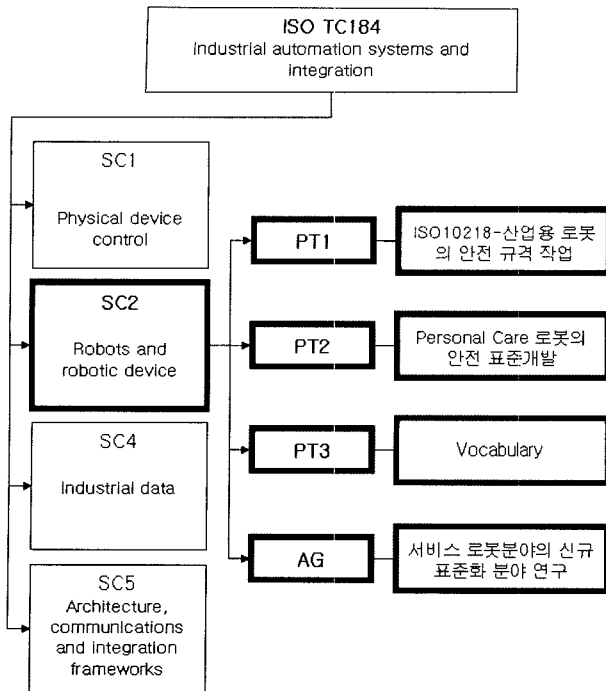 ISO TC184
Industrial automation systems and
integration
SC1
Physical device
control
SC2
Robots and
robotic device
SC4
Industrial data
SC5
Architecture,
communications
and integration
frameworks
PT1
ISO10218-산업용 로봇
의 안전 규격 작업
PT2
Personal Care 로봇의
안전 표준개발
PT3
Vocabulary
AG
서비스 로봇분야의 신규
표준화 분야 연구